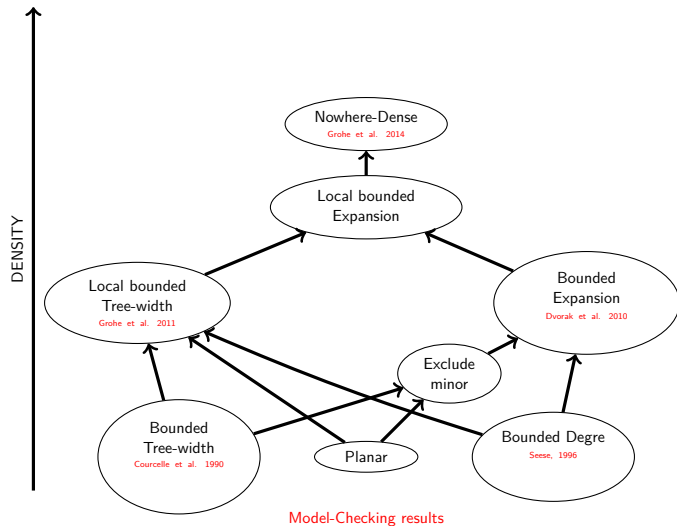 Nowhere-Dense
Grohe et al. 2014
Local bounded
Expansion
DENSITY
Local bounded
Tree-width
Grohe et al. 2011
Bounded
Expansion
Dvorak et al. 2010
Exclude
minor
Bounded
Tree-width
Courcelle et al. 1990
Planar
Bounded Degre
Seese, 1996
Model-Checking results